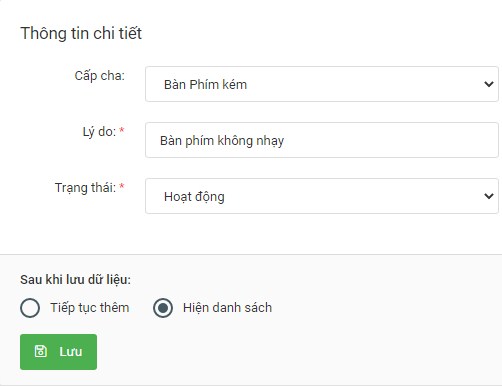 Thông tin chi tiết
Cấp cha:
Bàn Phím kém
Lý do: *
Bàn phím không nhạy
Trạng thái: *
Hoạt động
Sau khi lưu dữ liệu:
Tiếp tục thêm
Hiện danh sách
Lưu